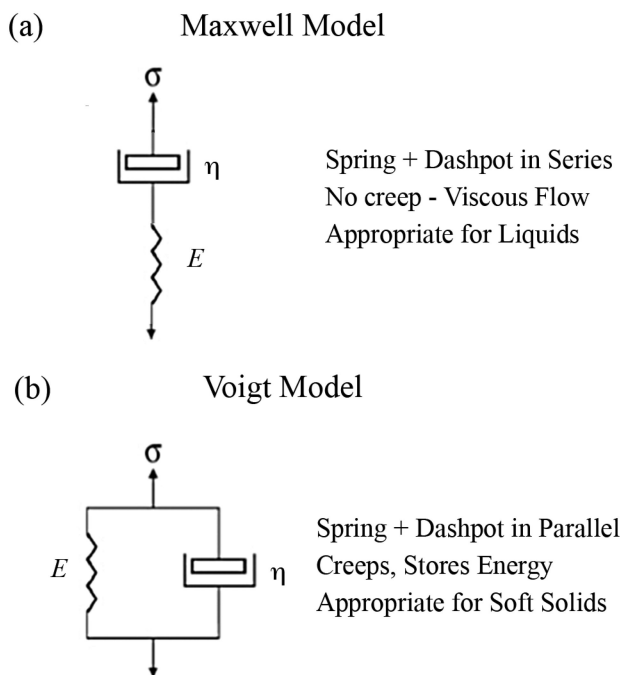 (a) Maxwell Model
σ
η
Spring + Dashpot in Series
No creep - Viscous Flow
Appropriate for Liquids
E
(b) Voigt Model
σ
Spring + Dashpot in Parallel
E
η
Creeps, Stores Energy
Appropriate for Soft Solids